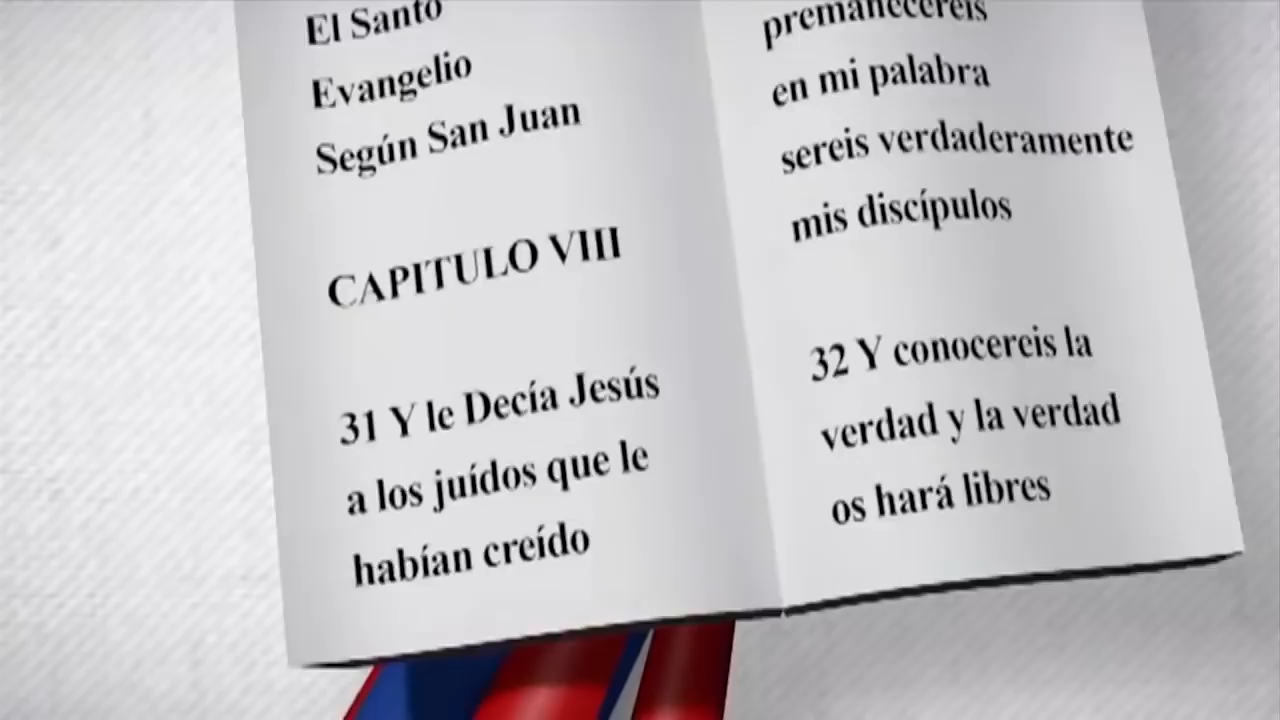 El Santo
Evangelio
Según San Juan
CAPITULO VIII
31 Y le Decía Jesús
a los juídos que le
habían creído
premanecereis
en mi palabra
sereis verdaderamente
mis discípulos
32 Y conocereis la
verdad y la verdad
os hará libres